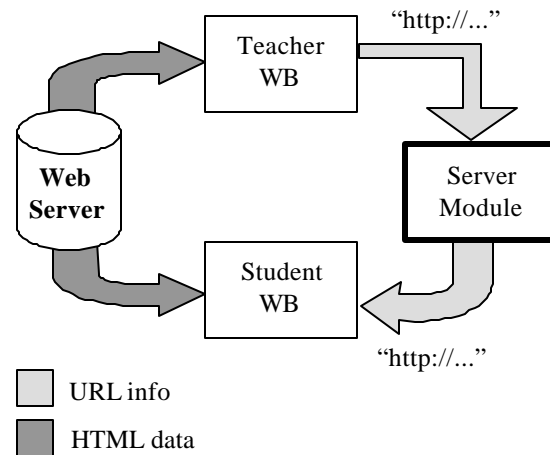 “http://...”
Teacher
WB
Web
Server
Server
Module
Student
WB
“http://...”
URL info
HTML data